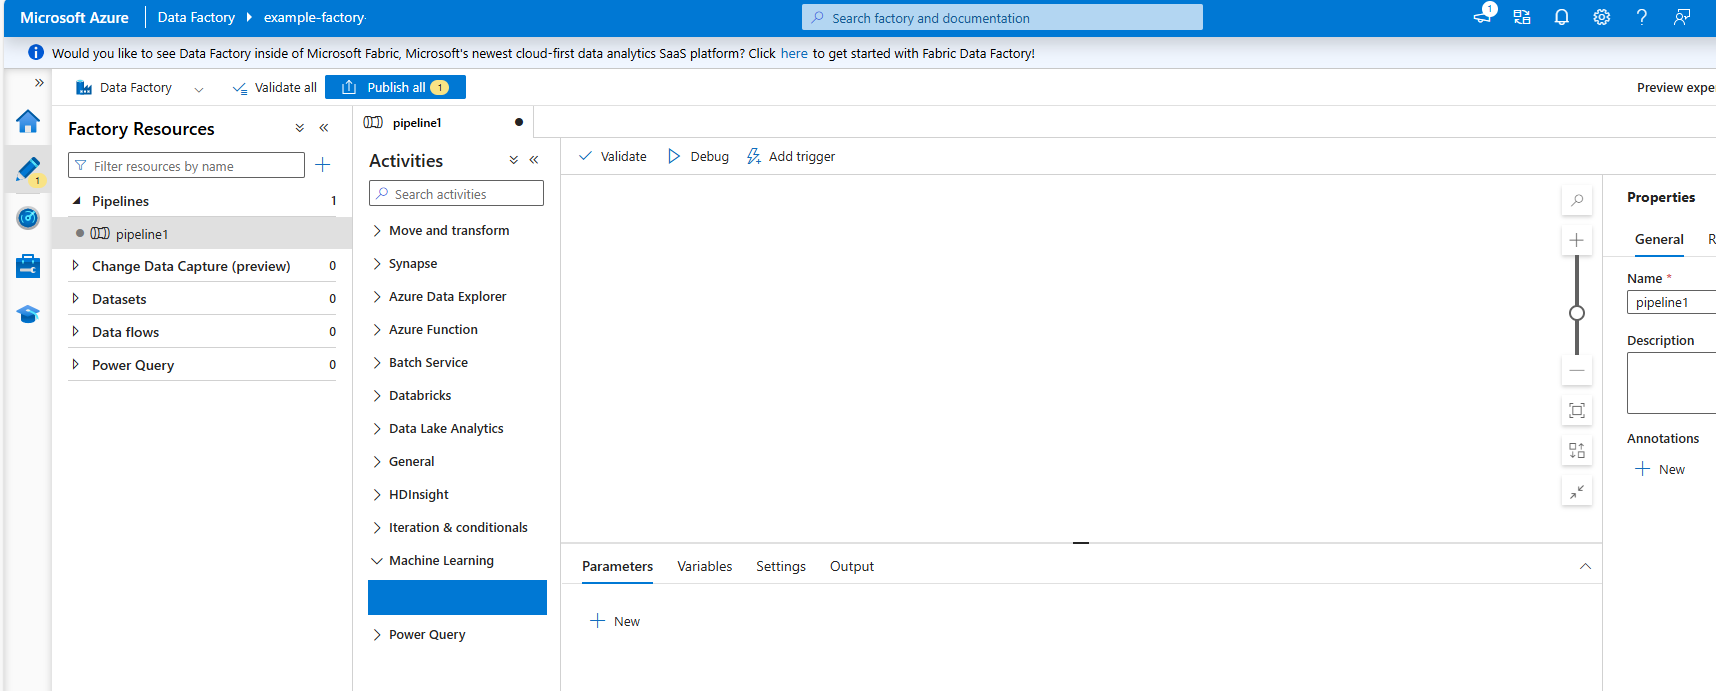 Microsoft Azure
Data Factory
example-factory
Search factory and documentation
1
Would you like to see Data Factory inside of Microsoft Fabric, Microsoft's newest cloud-first data analytics SaaS platform? Click here to get started with Fabric Data Factory!
Data Factory
Validate all
Publish all 1
Preview expe
1
Factory Resources
Filter resources by name
Pipelines 1
pipeline1
Change Data Capture (preview) 0
Datasets 0
Data flows 0
Power Query 0
pipeline1
Activities
Search activities
Move and transform
Synapse
Azure Data Explorer
Azure Function
Batch Service
Databricks
Data Lake Analytics
General
HDInsight
Iteration & conditionals
Machine Learning
Power Query
Validate
Debug
Add trigger
Parameters
Variables
Settings
Output
New
Properties
General
R
Name *
pipeline1
Description
Annotations
New